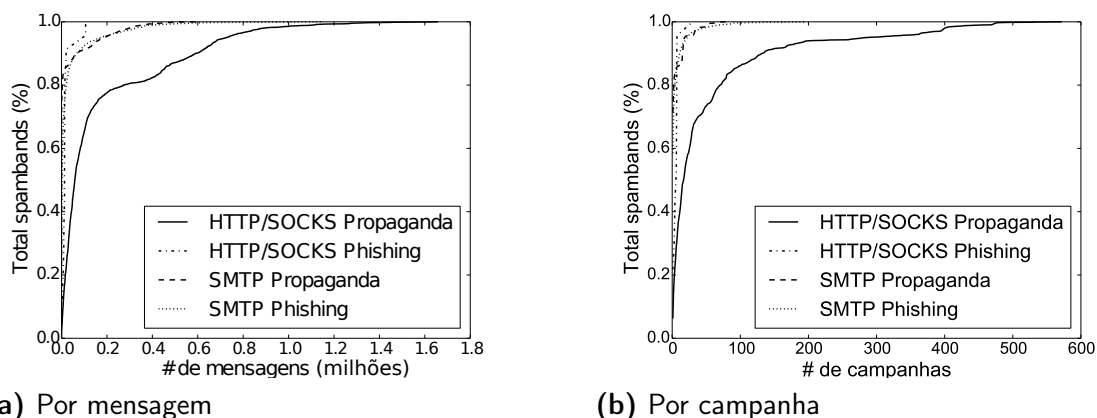 1.0
0.8
0.6
0.4
0.2
0.0
Total spambands (%)
HTTP/SOCKS Propaganda
HTTP/SOCKS Phishing
SMTP Propaganda
SMTP Phishing
0.0 0.2 0.4 0.6 0.8 1.0 1.2 1.4 1.6 1.8
# de mensagens (milhões)
a) Por mensagem
1.0
0.8
0.6
0.4
0.2
0.0
Total spambands (%)
HTTP/SOCKS Propaganda
HTTP/SOCKS Phishing
SMTP Propaganda
SMTP Phishing
0 100 200 300 400 500 600
# de campanhas
(b) Por campanha